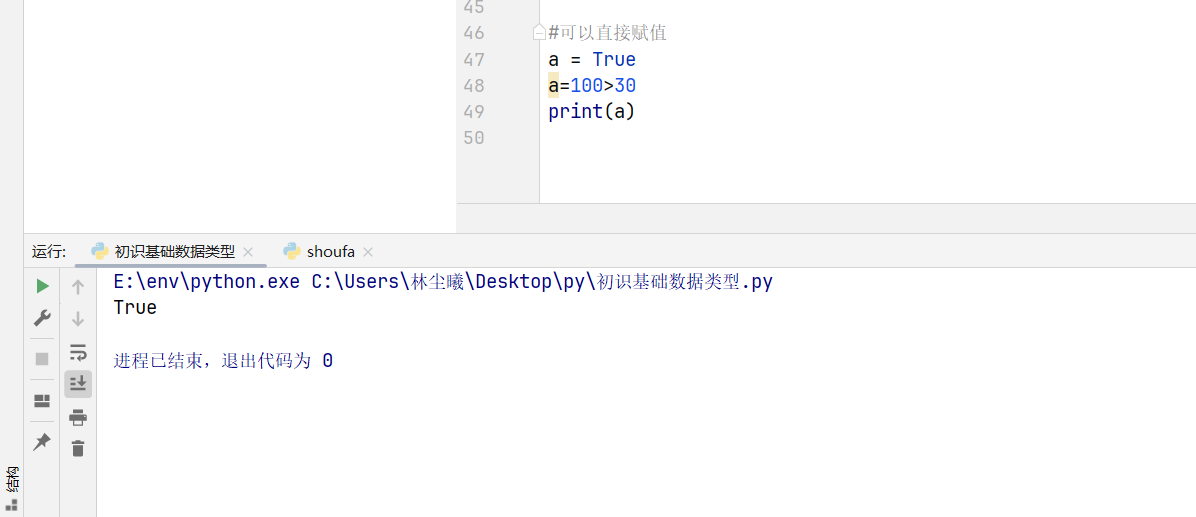 45
46 #可以直接赋值
47 a = True
48 a=100>30
49 print(a)
50
运行: 初识基础数据类型 shoufa
E:\env\python.exe C:\Users\林尘曦\Desktop\py\初识基础数据类型.py
True
进程已结束，退出代码为 0
结构